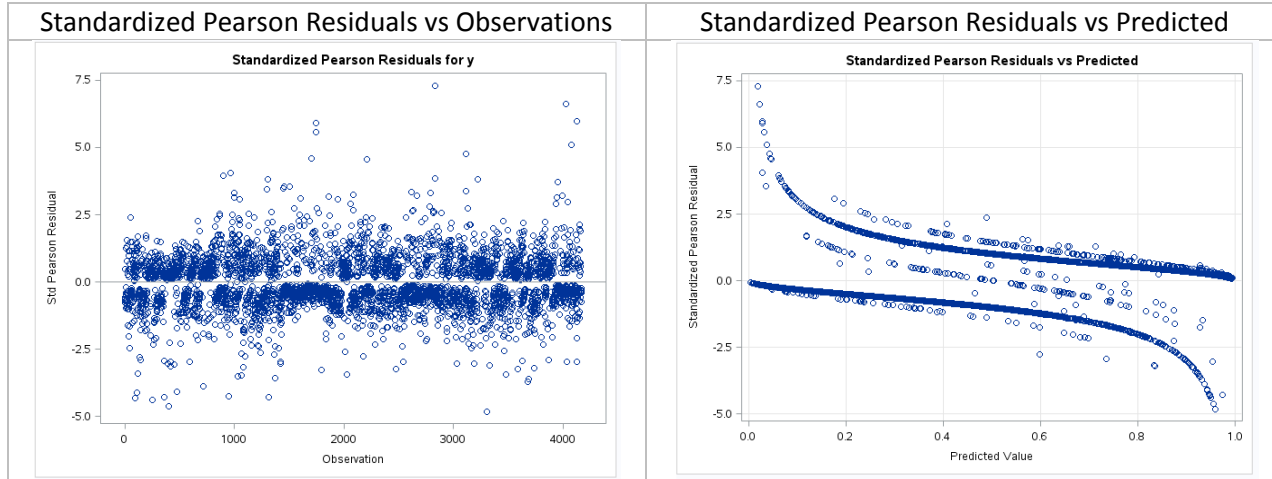 Standardized Pearson Residuals vs Observations
Standardized Pearson Residuals for y
Std Pearson Residual
7.5
5.0
2.5
0.0
-2.5
-5.0
0
1000
2000
3000
4000
Observation
Standardized Pearson Residuals vs Predicted
Standardized Pearson Residuals vs Predicted
Standardized Pearson Residual
7.5
5.0
2.5
0.0
-2.5
-5.0
0.0
0.2
0.4
0.6
0.8
1.0
Predicted Value